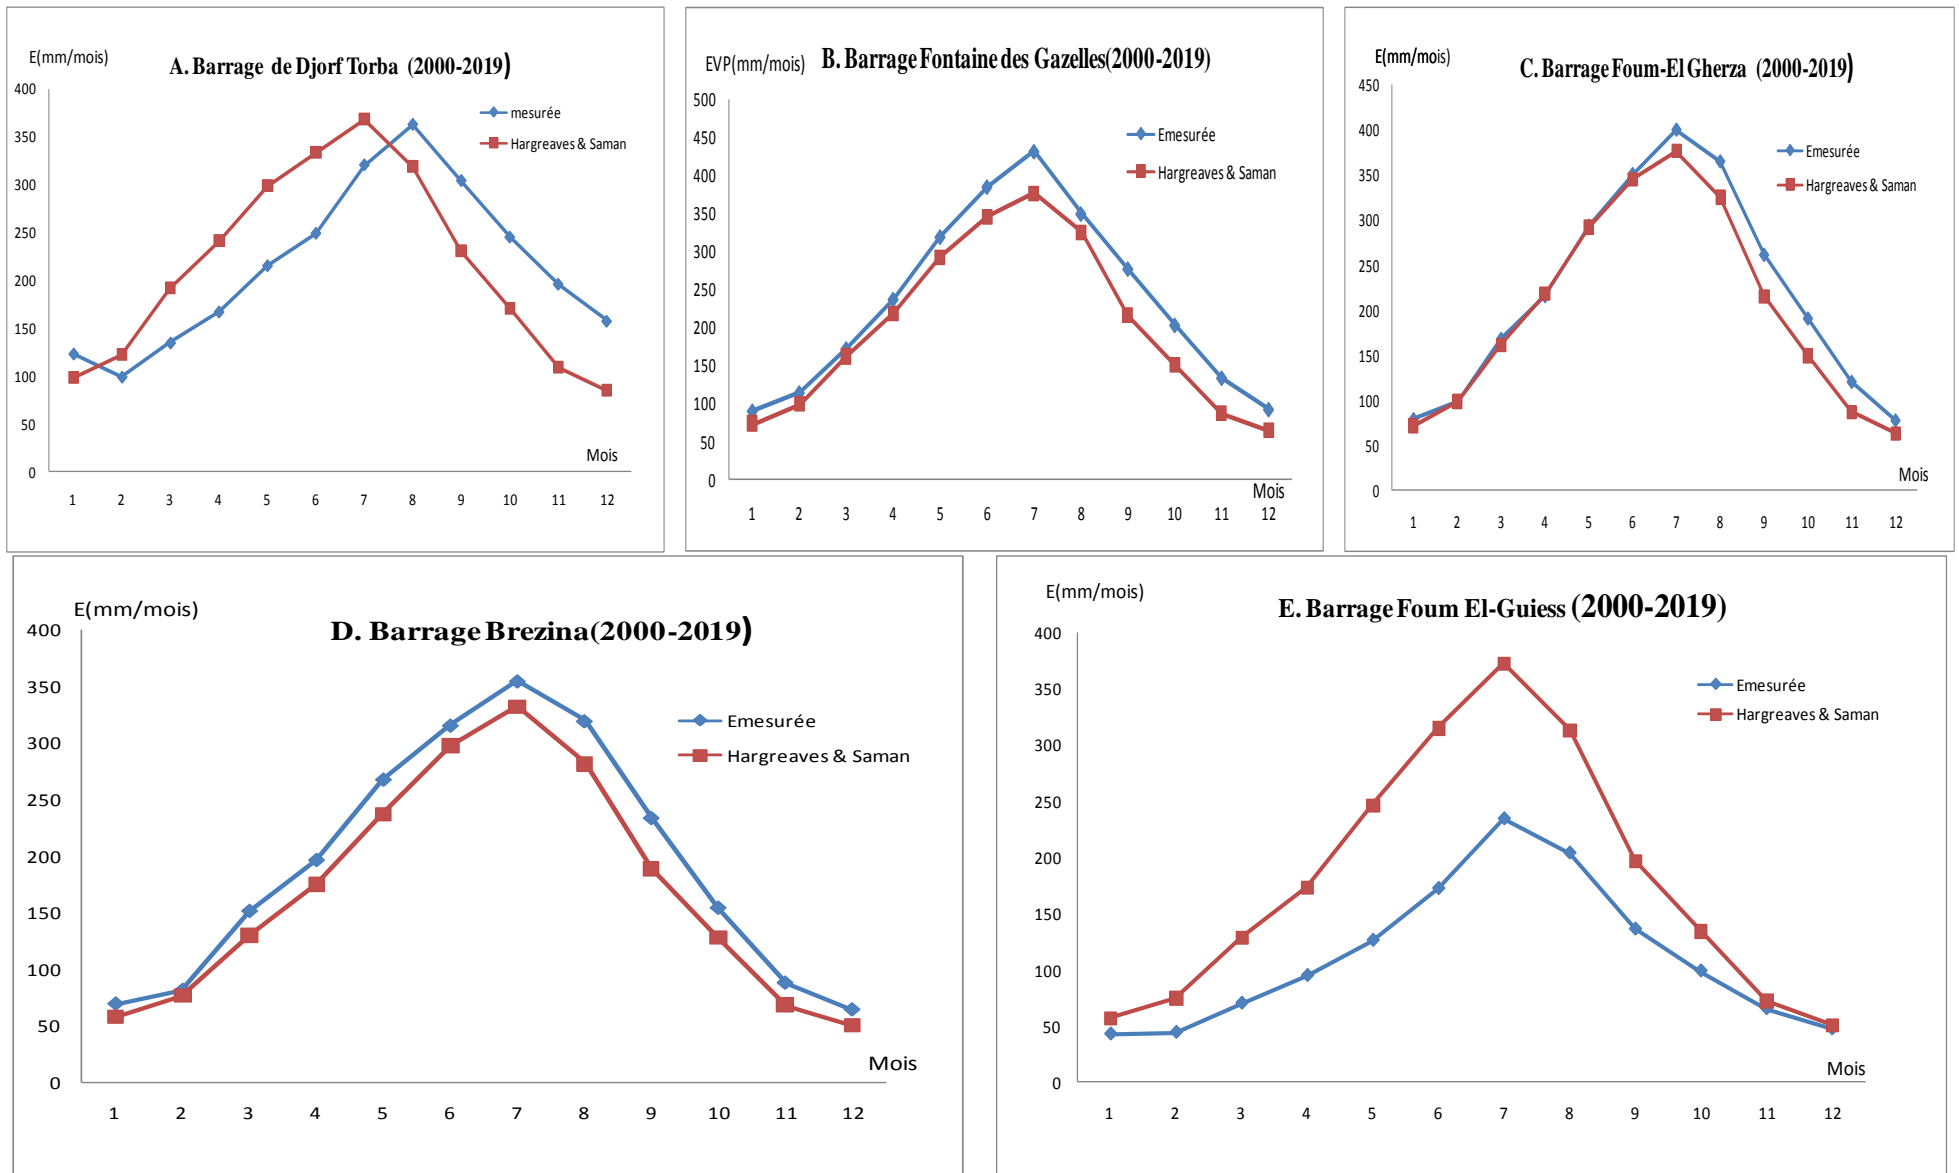 E(mm/mois)
A. Barrage de Djorf Torba (2000-2019)
400
350
300
250
200
150
100
50
0
mesurée
Hargreaves & Saman
Mois
1 2 3 4 5 6 7 8 9 10 11 12
EVP(mm/mois)
B. Barrage Fontaine des Gazelles(2000-2019)
500
450
400
350
300
250
200
150
100
50
0
Emesurée
Hargreaves & Saman
Mois
1 2 3 4 5 6 7 8 9 10 11 12
E(mm/mois)
C. Barrage Foum-El Gherza (2000-2019)
450
400
350
300
250
200
150
100
50
0
Emesurée
Hargreaves & Saman
Mois
1 2 3 4 5 6 7 8 9 10 11 12
E(mm/mois)
D. Barrage Brezina(2000-2019)
400
350
300
250
200
150
100
50
0
Emesurée
Hargreaves & Saman
Mois
1 2 3 4 5 6 7 8 9 10 11 12
E(mm/mois)
E. Barrage Foum El-Guiess (2000-2019)
400
350
300
250
200
150
100
50
0
Emesurée
Hargreaves & Saman
Mois
1 2 3 4 5 6 7 8 9 10 11 12